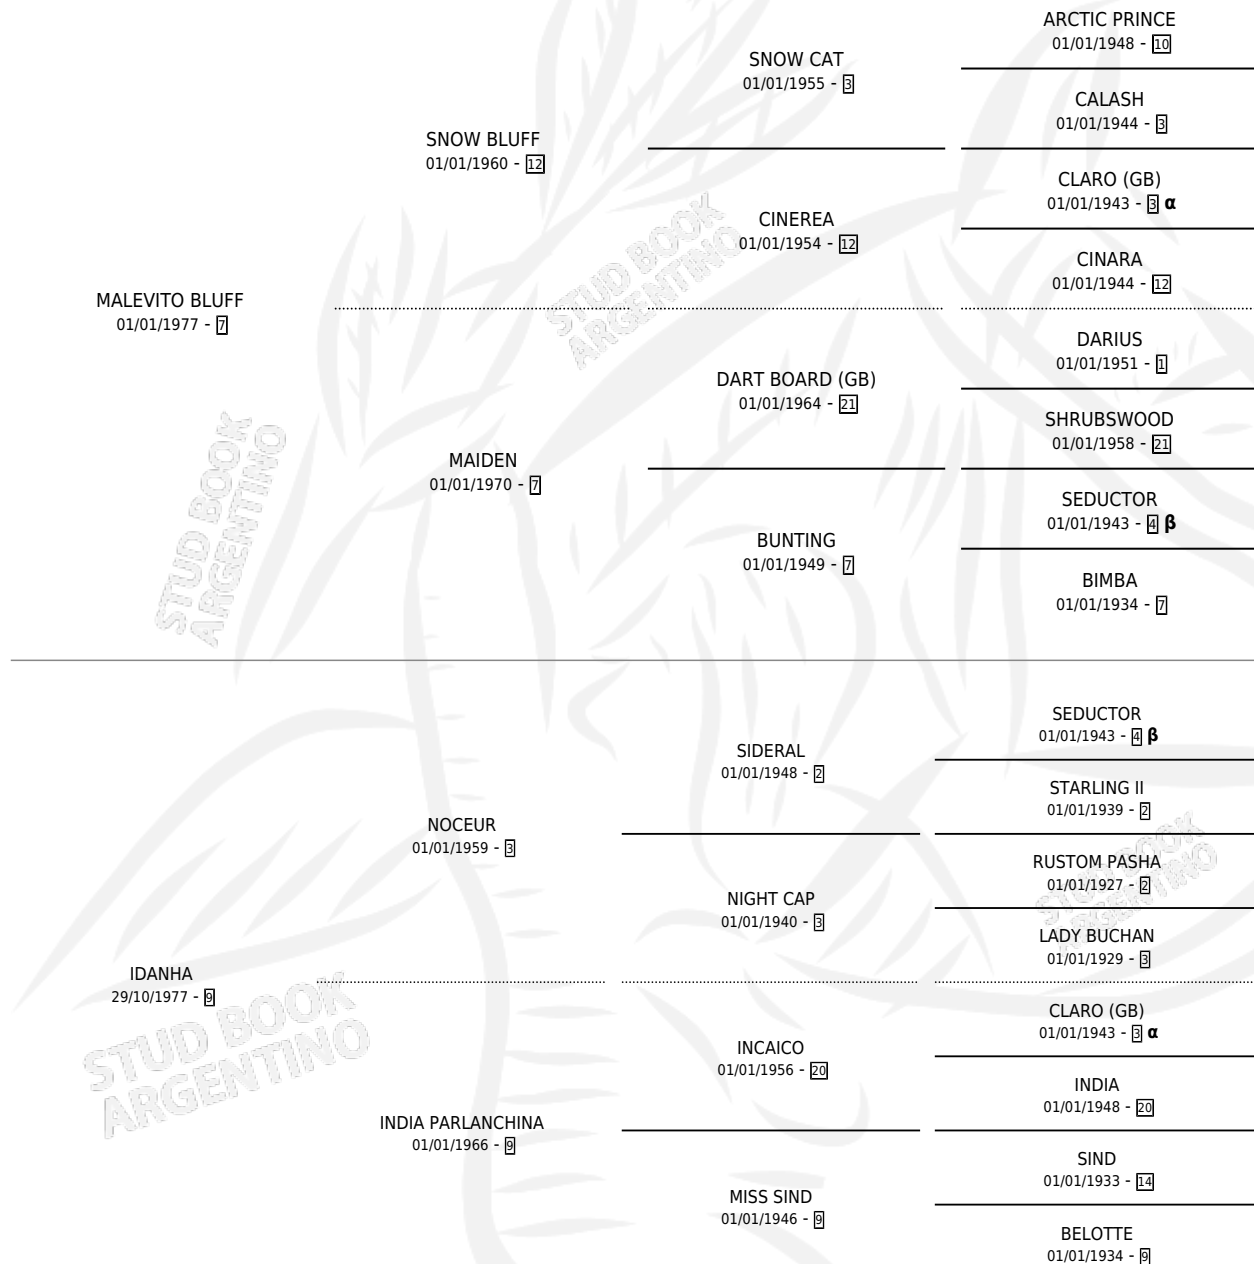 ARCTIC PRINCE
01/01/1948 - 10
SNOW CAT
01/01/1955 - 3
CALASH
01/01/1944 - 3
SNOW BLUFF
01/01/1960 - 12
CLARO (GB)
01/01/1943 - 3 α
CINEREA
01/01/1954 - 12
CINARA
01/01/1944 - 12
MALEVITO BLUFF
01/01/1977 - 7
DARIUS
01/01/1951 - 1
DART BOARD (GB)
01/01/1964 - 21
SHRUBSWOOD
01/01/1958 - 21
MAIDEN
01/01/1970 - 7
SEDUCTOR
01/01/1943 - 4 β
BUNTING
01/01/1949 - 7
BIMBA
01/01/1934 - 7
SEDUCTOR
01/01/1943 - 4 β
SIDERAL
01/01/1948 - 2
STARLING II
01/01/1939 - 2
NOCEUR
01/01/1959 - 3
RUSTOM PASHA
01/01/1927 - 2
NIGHT CAP
01/01/1940 - 3
LADY BUCHAN
01/01/1929 - 3
IDANHA
29/10/1977 - 9
CLARO (GB)
01/01/1943 - 3 α
INCAICO
01/01/1956 - 20
INDIA
01/01/1948 - 20
INDIA PARLANCHINA
01/01/1966 - 9
SIND
01/01/1933 - 14
MISS SIND
01/01/1946 - 9
BELOTTE
01/01/1934 - 9
STUD BOOK
ARGENTINO
STUD BOOK
ARGENTINO
STUD BOOK
ARGENTINO
STUD BOOK
ARGENTINO